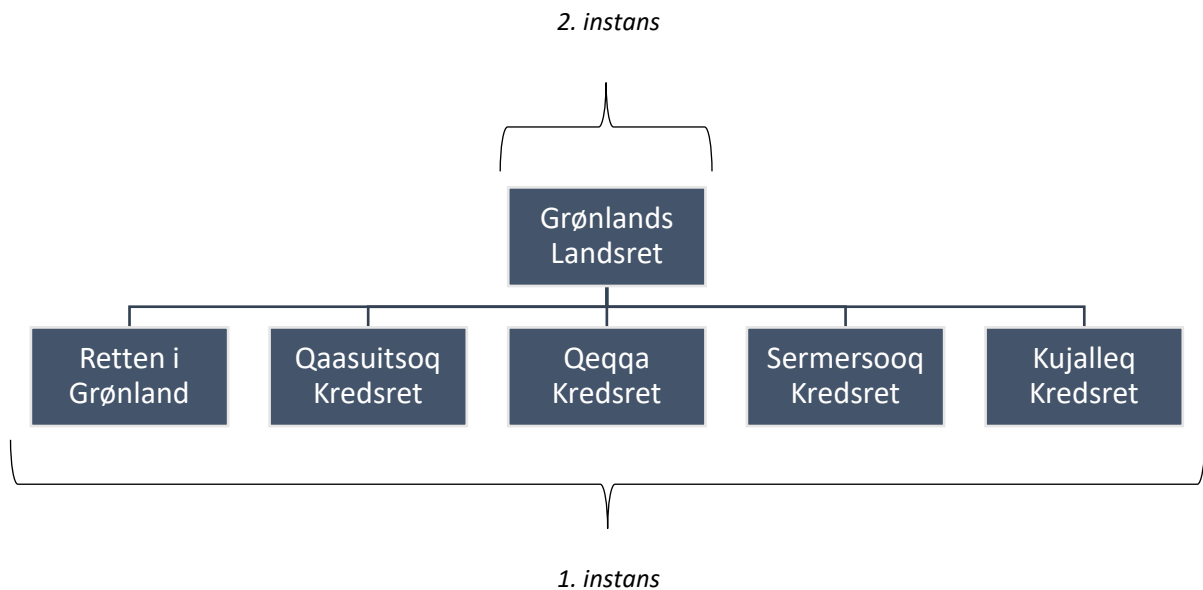 2. instans
Grønlands
Landsret
Retten i
Grønland
Qaasuitsoq
Kredsret
Qeqqa
Kredsret
Sermersooq
Kredsret
Kujalleq
Kredsret
1. instans